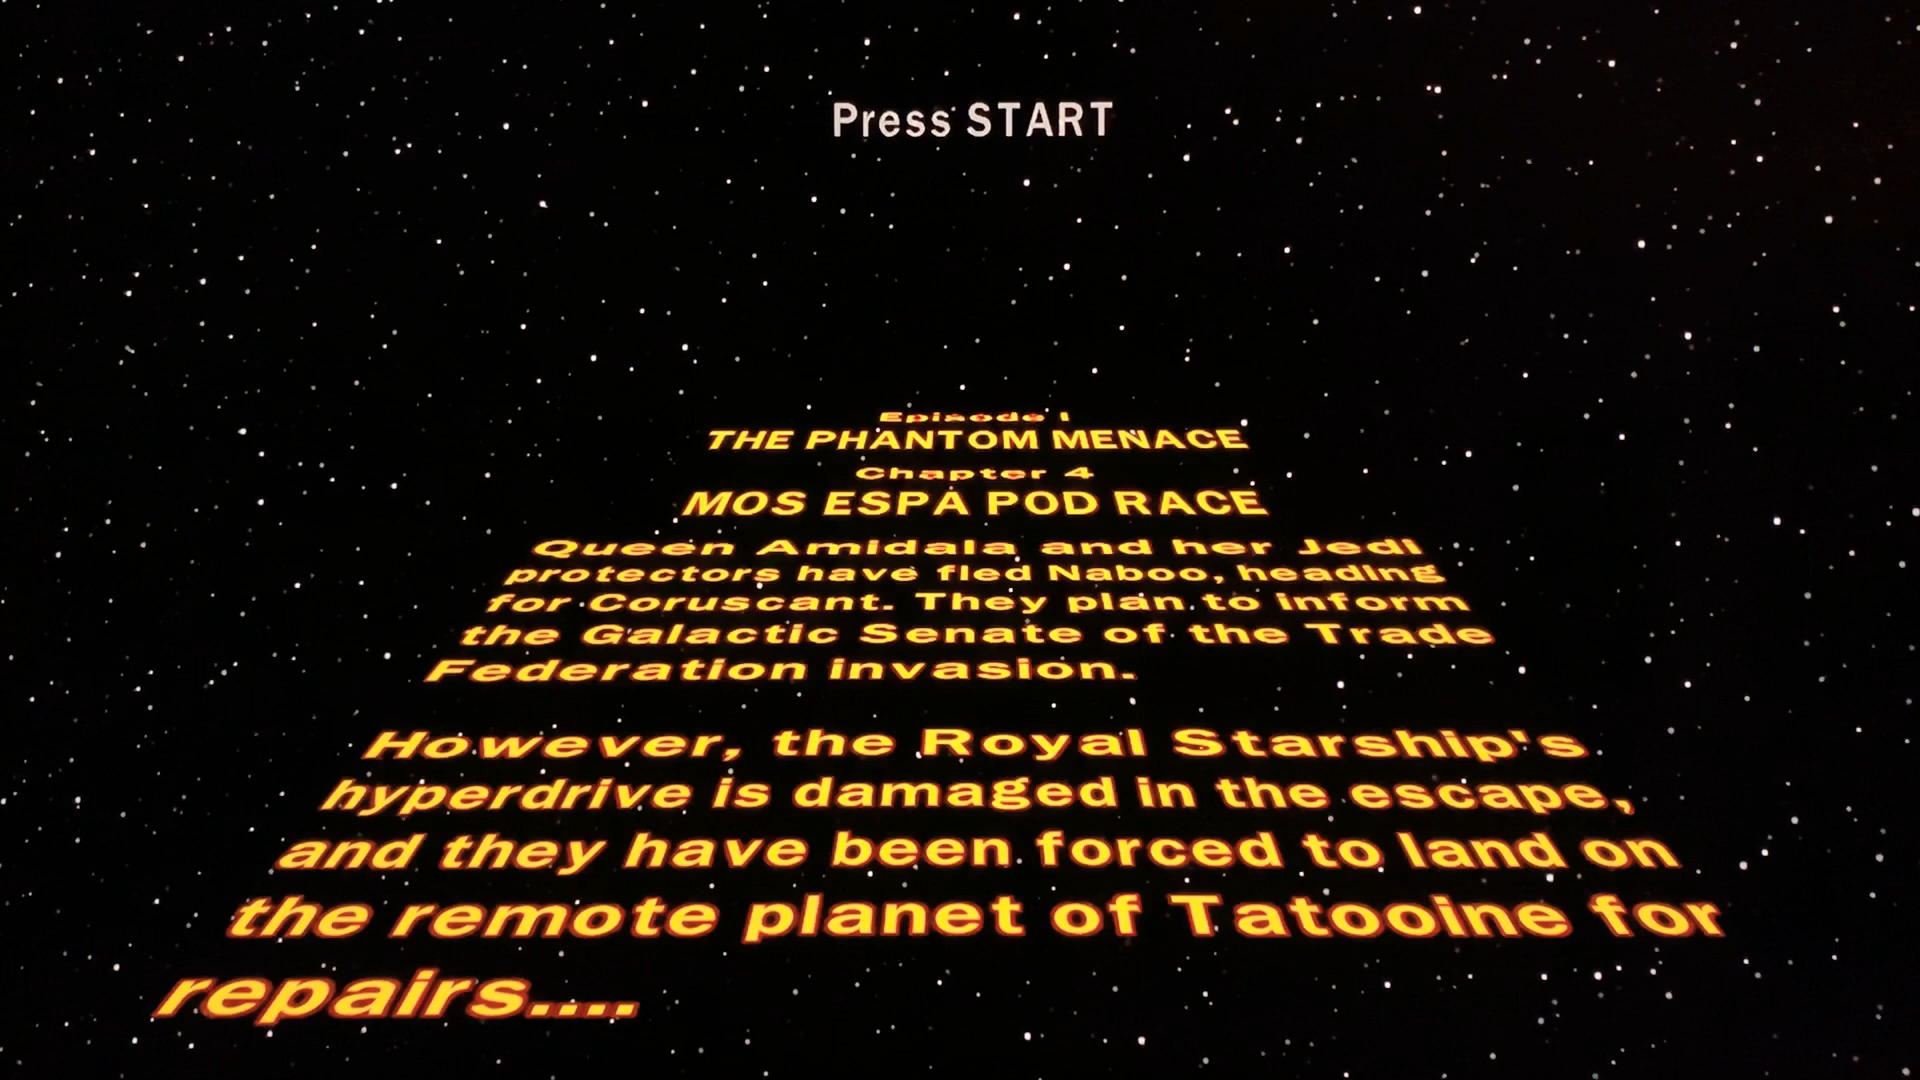 Press START
Episode I
THE PHANTOM MENACE
Chapter 4
MOS ESPA POD RACE
Queen Amidala and her Jedi
protectors have fled Naboo, heading
for Coruscant. They plan to inform
the Galactic Senate of the Trade
Federation invasion.
However, the Royal Starship's
hyperdrive is damaged in the escape,
and they have been forced to land on
the remote planet of Tatooine for
repairs....